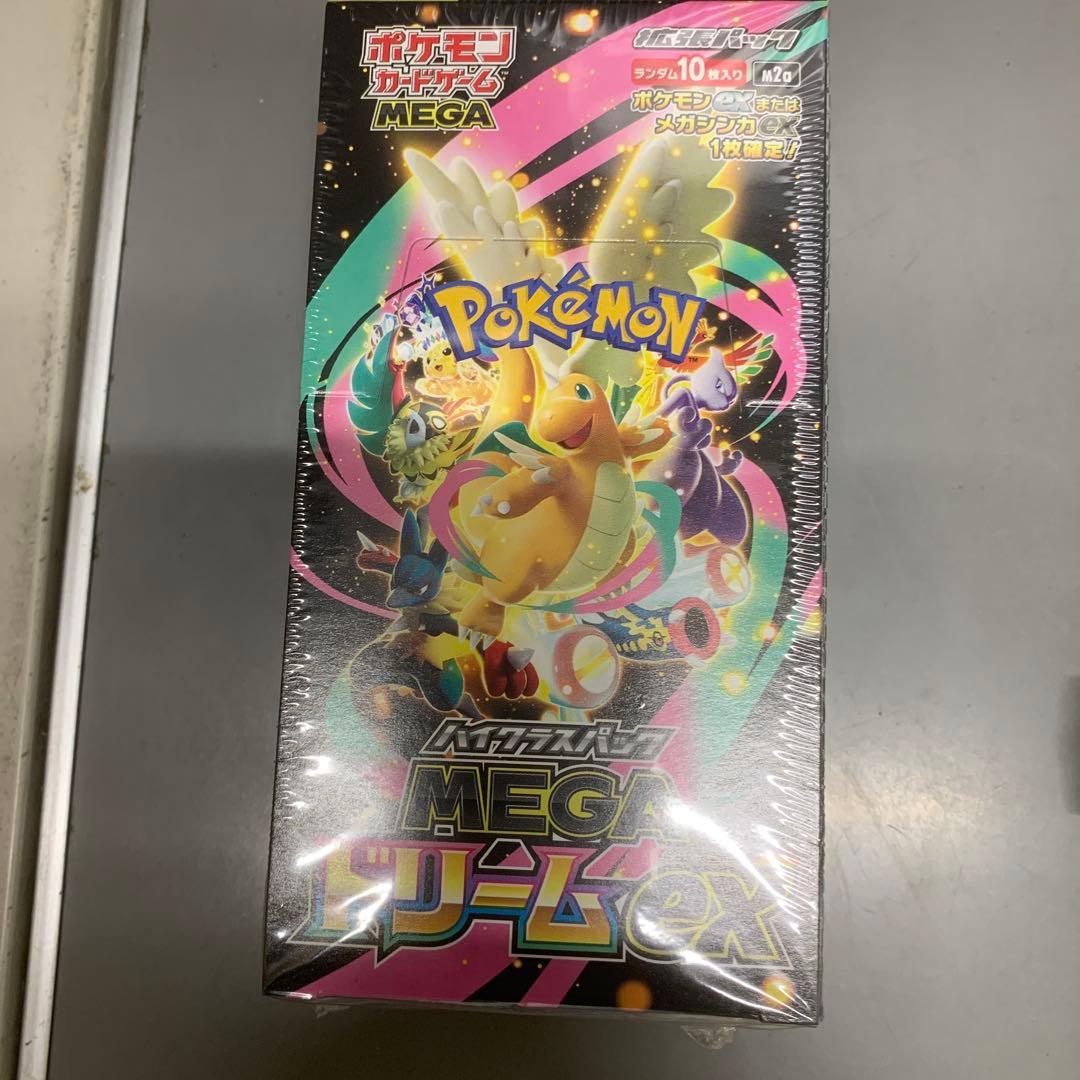 ポケモン
カードゲーム™
MEGA
拡張パック
ランダム10枚入り
M2a
ポケモンexまたは
メガシンカex
1枚確定!
POKéMON™
ハイクラスパック
MEGA
ドリームex